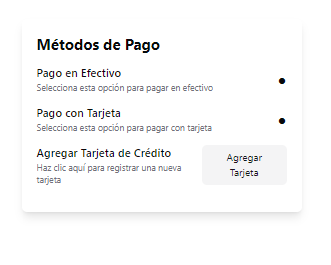 Métodos de Pago
Pago en Efectivo
Selecciona esta opción para pagar en efectivo
Pago con Tarjeta
Selecciona esta opción para pagar con tarjeta
Agregar Tarjeta de Crédito
Haz clic aquí para registrar una nueva
tarjeta
Agregar
Tarjeta